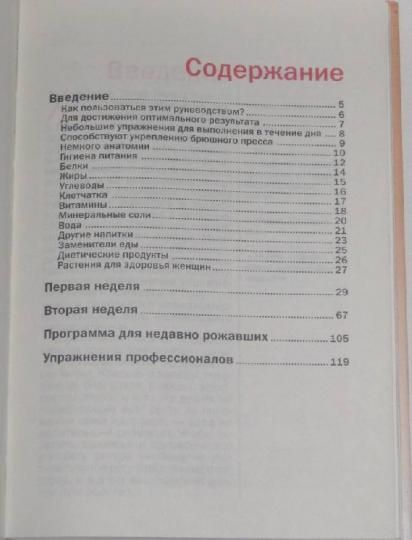 Содержание
Введение 5
Как пользоваться этим руководством? 6
Для достижения оптимального результата 7
Небольшие упражнения для выполнения в течение дня 8
Способствуют укреплению брюшного пресса 9
Немного анатомии 10
Гигиена питания 12
Белки 14
Жиры 15
Углеводы 16
Клетчатка 17
Витамины 18
Минеральные соли 20
Вода 21
Другие напитки 23
Заменители еды 25
Диетические продукты 26
Растения для здоровья женщин 27
Первая неделя 29
Вторая неделя 67
Программа для недавно рожавших 105
Упражнения профессионалов 119